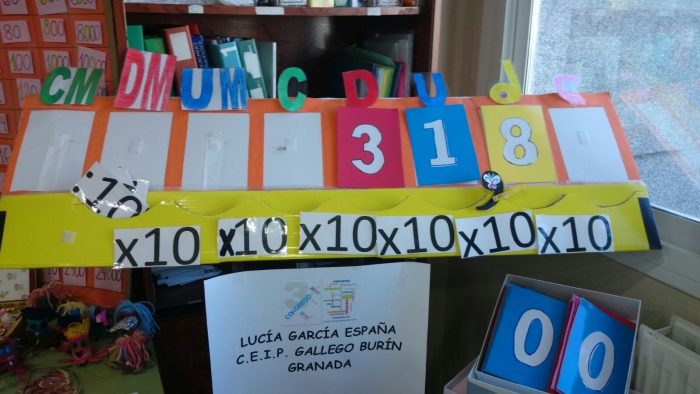 CM DM UM C D U d c
3 1 8
x10 x10 x10 x10 x10 x10
:10
LUCÍA GARCÍA ESPAÑA
C.E.I.P. GALLEGO BURÍN
GRANADA
0 0